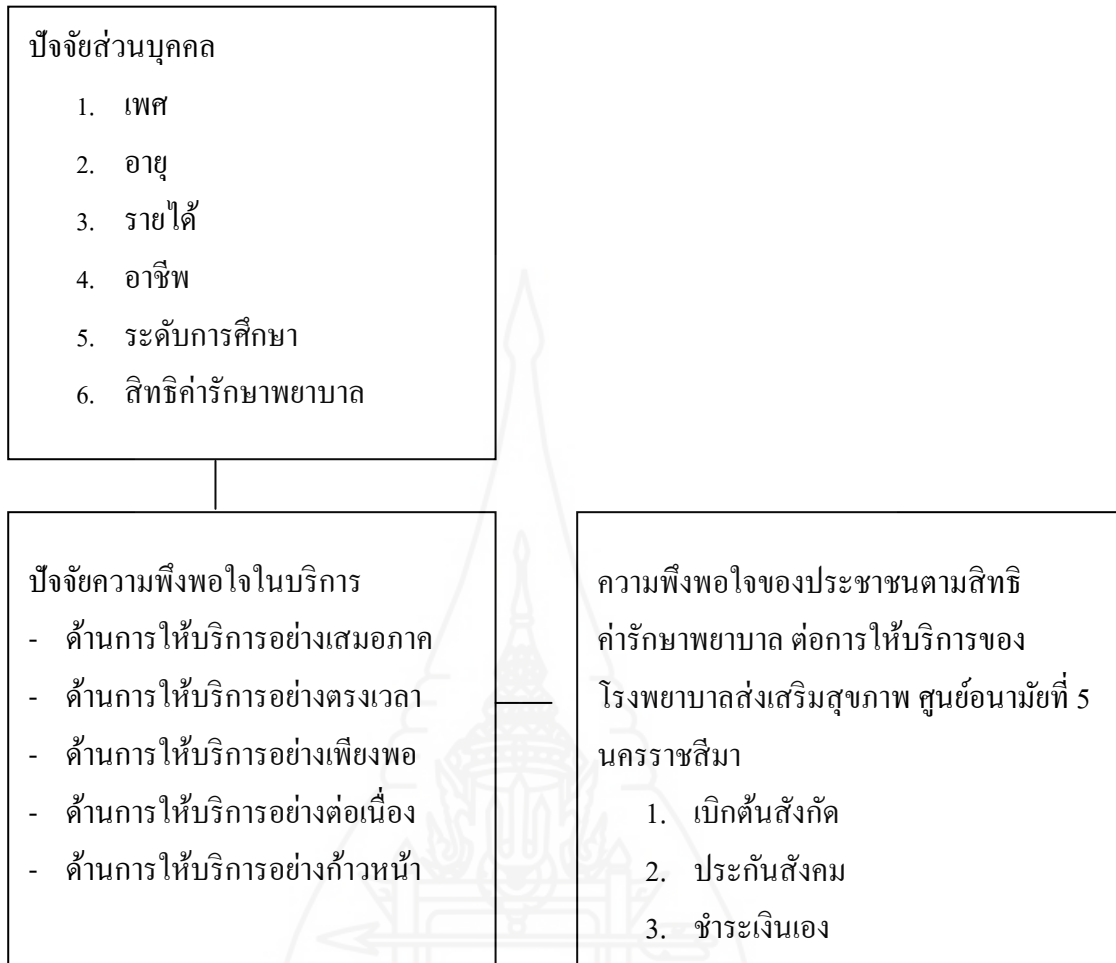 ปัจจัยส่วนบุคคล
1. เพศ
2. อายุ
3. รายได้
4. อาชีพ
5. ระดับการศึกษา
6. สิทธิค่ารักษาพยาบาล
ปัจจัยความพึงพอใจในบริการ
- ด้านการให้บริการอย่างเสมอภาค
- ด้านการให้บริการอย่างตรงเวลา
- ด้านการให้บริการอย่างเพียงพอ
- ด้านการให้บริการอย่างต่อเนื่อง
- ด้านการให้บริการอย่างก้าวหน้า
ความพึงพอใจของประชาชนตามสิทธิ
ค่ารักษาพยาบาล ต่อการให้บริการของ
โรงพยาบาลส่งเสริมสุขภาพ ศูนย์อนามัยที่ 5
นครราชสีมา
1. เบิกต้นสังกัด
2. ประกันสังคม
3. ชำระเงินเอง